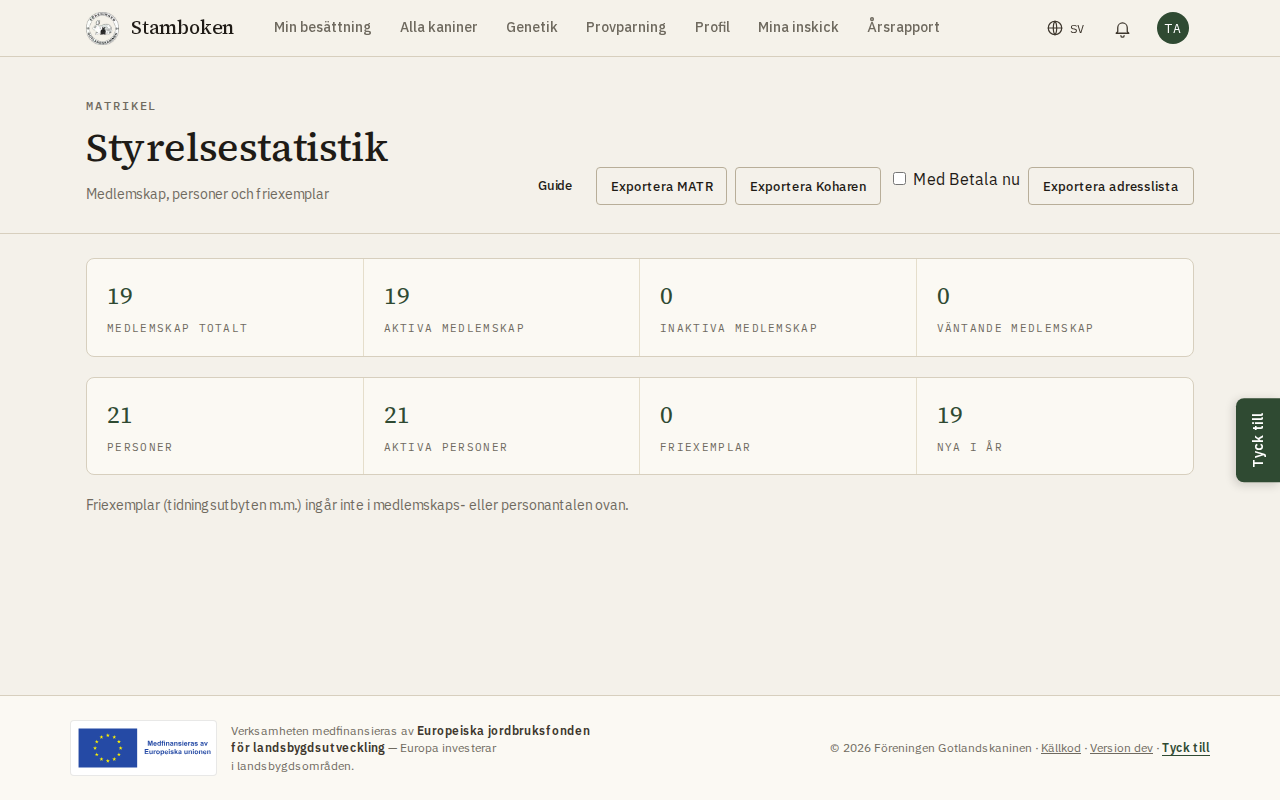 Stamboken
Min besättning
Alla kaniner
Genetik
Provparning
Profil
Mina inskick
Årsrapport
SV
TA
MATRIKEL
Styrelsestatistik
Medlemskap, personer och friexemplar
Guide
Exportera MATR
Exportera Koharen
Med Betala nu
Exportera adresslista
19
MEDLEMSKAP TOTALT
19
AKTIVA MEDLEMSKAP
0
INAKTIVA MEDLEMSKAP
0
VÄNTANDE MEDLEMSKAP
21
PERSONER
21
AKTIVA PERSONER
0
FRIEXEMPLAR
19
NYA I ÅR
Friexemplar (tidningsutbyten m.m.) ingår inte i medlemskaps- eller personantalen ovan.
Tyck till
Medfinansieras av
Europeiska unionen
Verksamheten medfinansieras av Europeiska jordbruksfonden
för landsbygdsutveckling — Europa investerar
i landsbygdsområden.
© 2026 Föreningen Gotlandskaninen · Källkod · Version dev · Tyck till